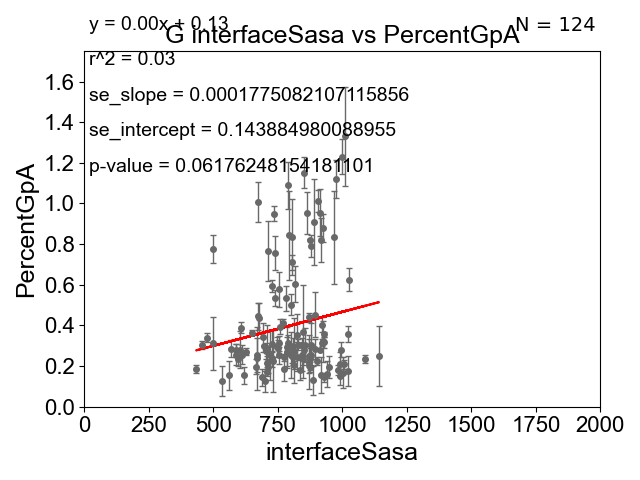 y = 0.00x + 0.13
N = 124
G interfaceSasa vs PercentGpA
r^2 = 0.03
se_slope = 0.0001775082107115856
se_intercept = 0.143884980088955
p-value = 0.06176248154181101
PercentGpA
1.6
1.4
1.2
1.0
0.8
0.6
0.4
0.2
0.0
0 250 500 750 1000 1250 1500 1750 2000
interfaceSasa